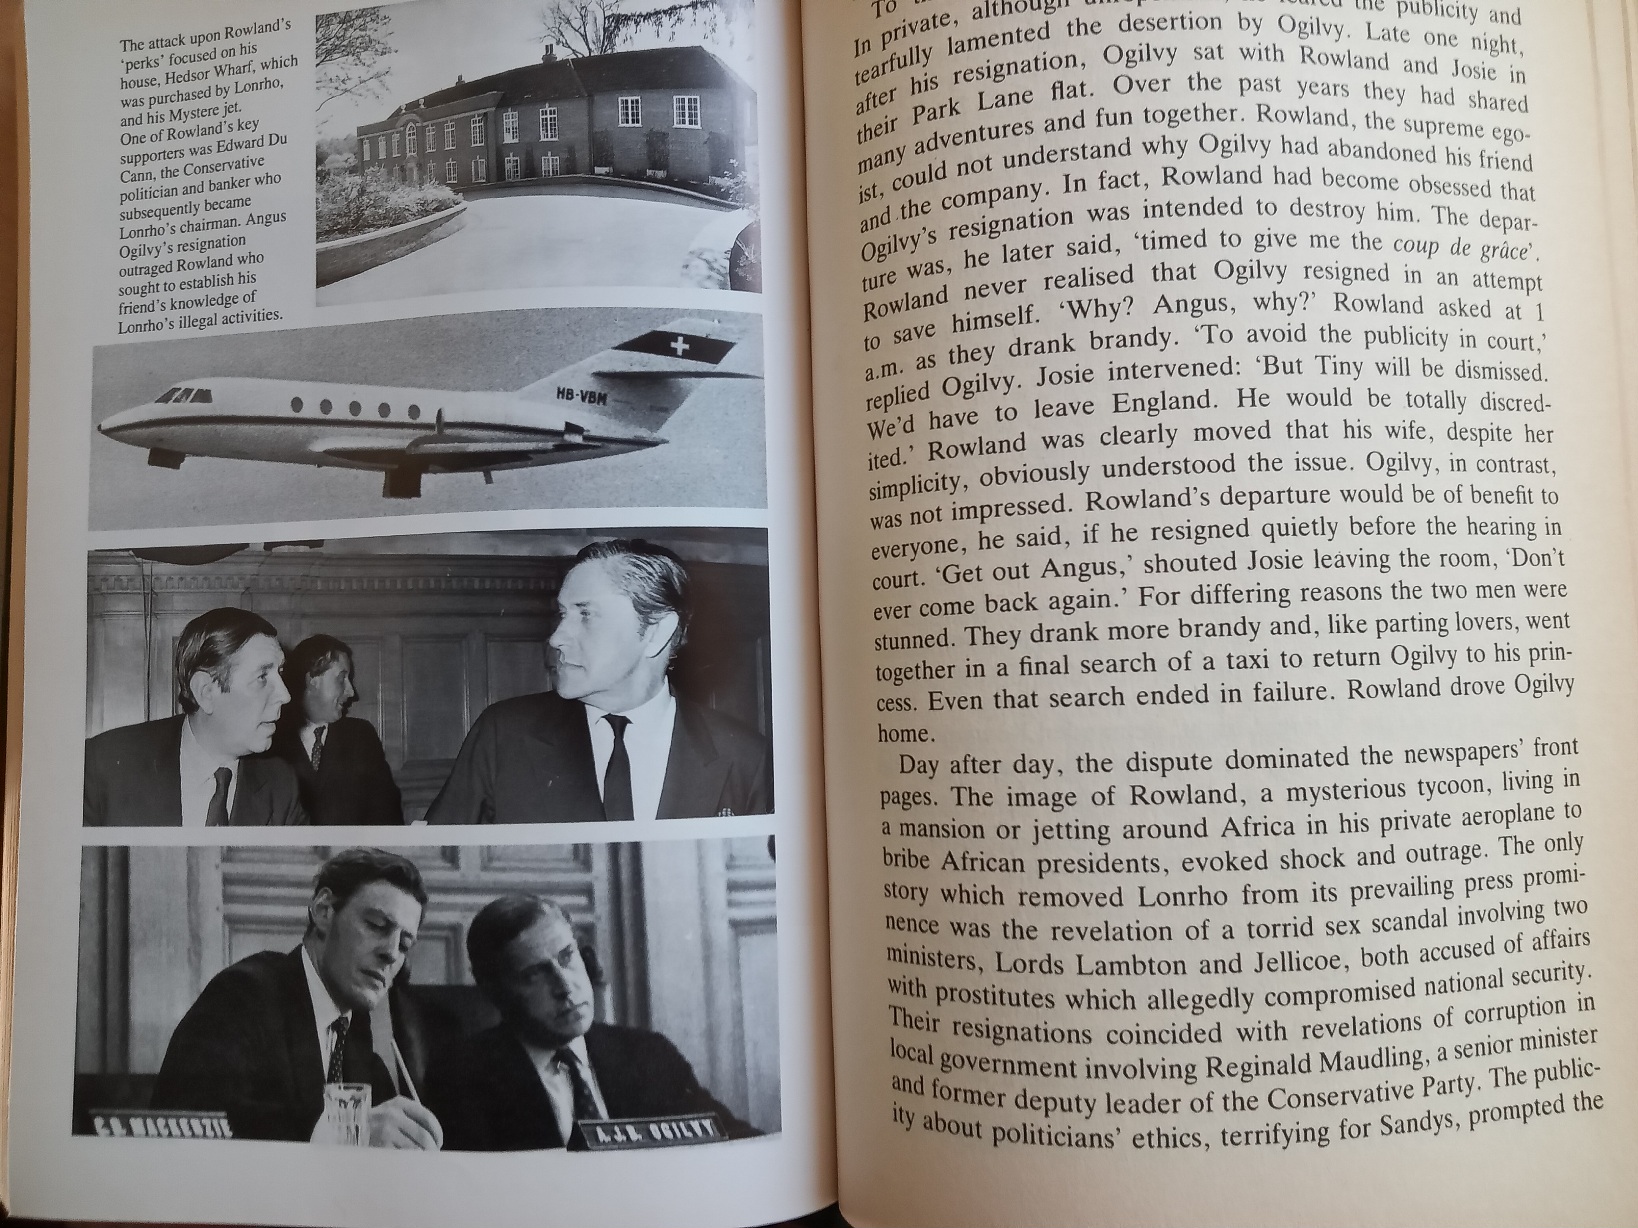 The attack upon Rowland's
'perks' focused on his
house, Hedsor Wharf, which
was purchased by Lonrho,
and his Mystere jet.
One of Rowland's key
supporters was Edward Du
Cann, the Conservative
politician and banker who
subsequently became
Lonrho's chairman. Angus
Ogilvy's resignation
outraged Rowland who
sought to establish his
friend's knowledge of
Lonrho's illegal activities.
HB-VBM
G.S. MACKENZIE
A.J.B. OGILVY
To the publicity and
In private, although
tearfully lamented the desertion by Ogilvy. Late one night,
after his resignation, Ogilvy sat with Rowland and Josie in
their Park Lane flat. Over the past years they had shared
many adventures and fun together. Rowland, the supreme ego-
ist, could not understand why Ogilvy had abandoned his friend
and the company. In fact, Rowland had become obsessed that
Ogilvy's resignation was intended to destroy him. The depar-
ture was, he later said, 'timed to give me the coup de grâce'.
Rowland never realised that Ogilvy resigned in an attempt
to save himself. 'Why? Angus, why?' Rowland asked at 1
a.m. as they drank brandy. 'To avoid the publicity in court,'
replied Ogilvy. Josie intervened: 'But Tiny will be dismissed.
We'd have to leave England. He would be totally discred-
ited.' Rowland was clearly moved that his wife, despite her
simplicity, obviously understood the issue. Ogilvy, in contrast,
was not impressed. Rowland's departure would be of benefit to
everyone, he said, if he resigned quietly before the hearing in
court. 'Get out Angus,' shouted Josie leaving the room, 'Don't
ever come back again.' For differing reasons the two men were
stunned. They drank more brandy and, like parting lovers, went
together in a final search of a taxi to return Ogilvy to his prin-
cess. Even that search ended in failure. Rowland drove Ogilvy
home.
Day after day, the dispute dominated the newspapers' front
pages. The image of Rowland, a mysterious tycoon, living in
a mansion or jetting around Africa in his private aeroplane to
bribe African presidents, evoked shock and outrage. The only
story which removed Lonrho from its prevailing press promi-
nence was the revelation of a torrid sex scandal involving two
ministers, Lords Lambton and Jellicoe, both accused of affairs
with prostitutes which allegedly compromised national security.
Their resignations coincided with revelations of corruption in
local government involving Reginald Maudling, a senior minister
and former deputy leader of the Conservative Party. The public-
ity about politicians' ethics, terrifying for Sandys, prompted the